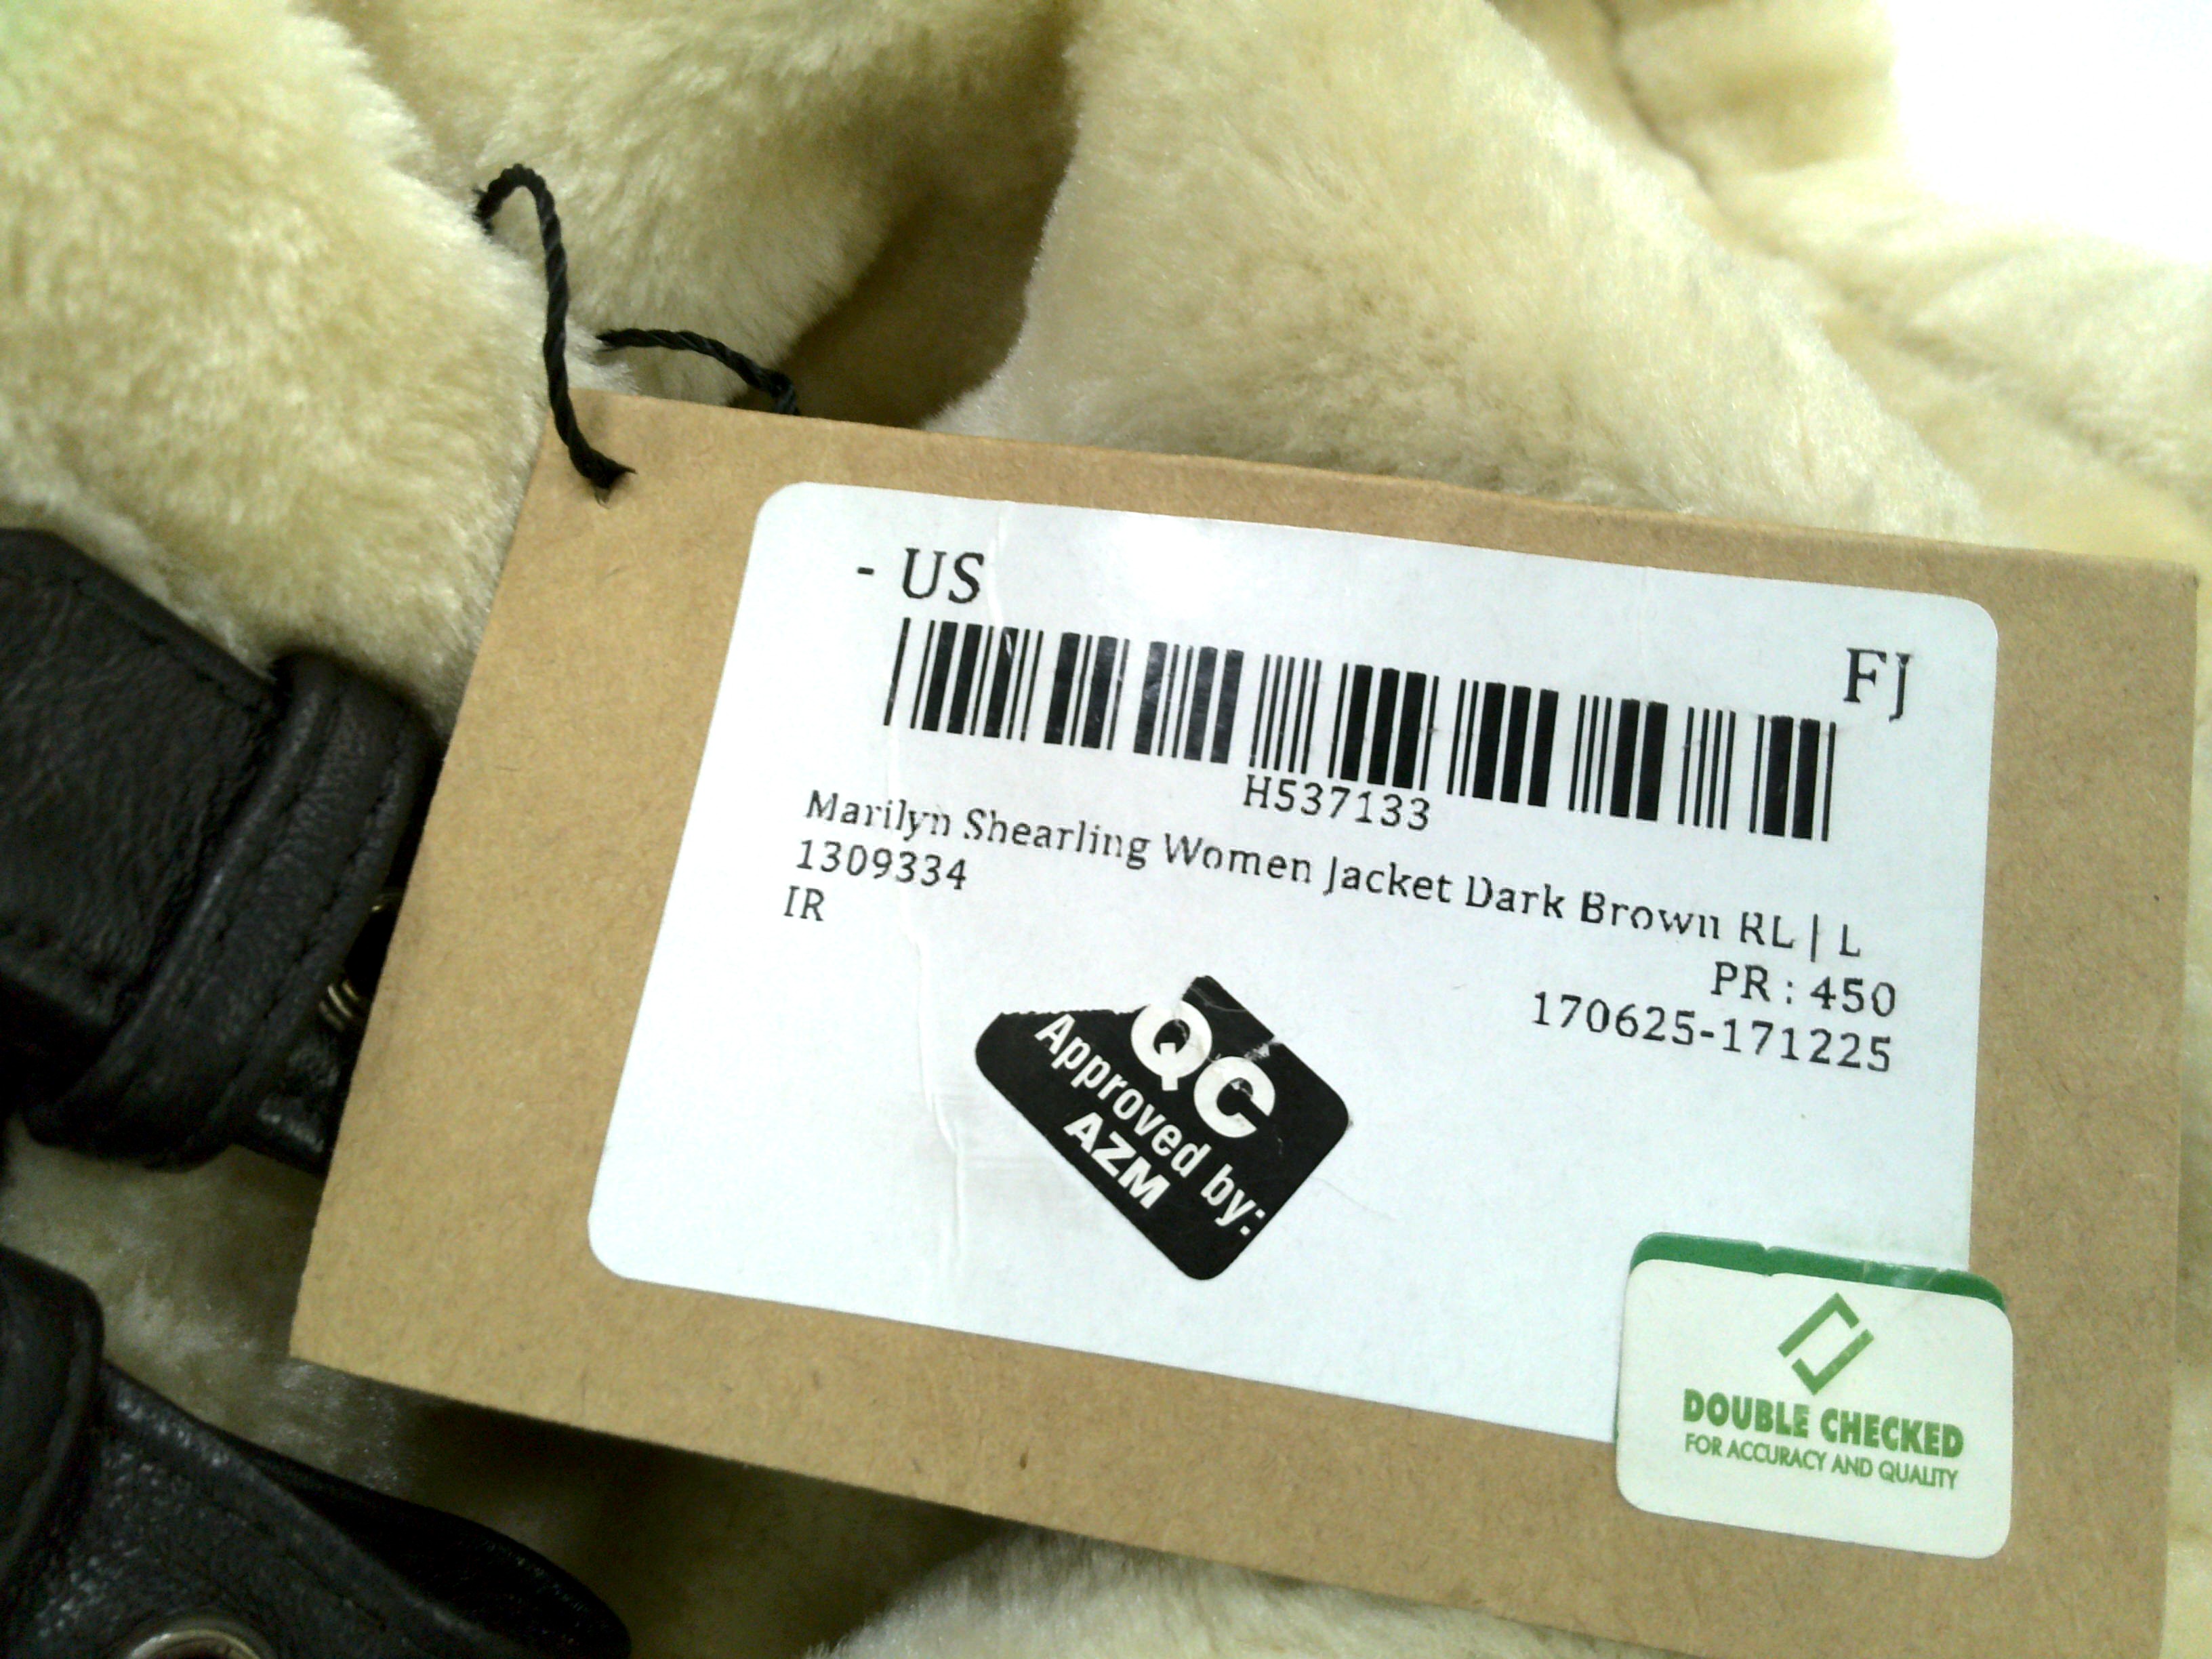 - US
FJ
H537133
Marilyn Shearling Women Jacket Dark Brown RL | L
1309334
PR : 450
IR
170625-171225
QC
Approved by:
AZM
DOUBLE CHECKED
FOR ACCURACY AND QUALITY